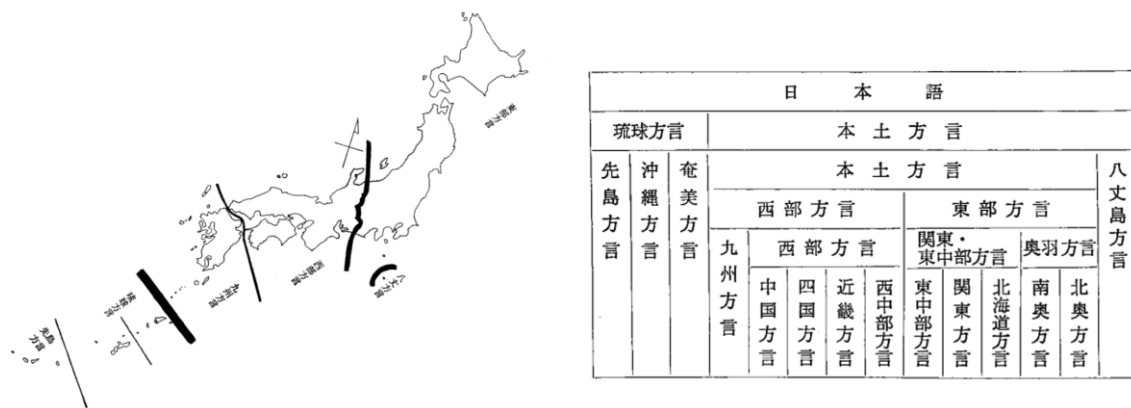 東部方言
八丈方言
西部方言
九州方言
琉球方言
先島
方言
日本語
琉球方言
本土方言
先島方言
沖縄方言
奄美方言
本土方言
八丈島方言
西部方言
東部方言
九州方言
西部方言
関東・
東中部方言
奥羽方言
中国方言
四国方言
近畿方言
西中部方言
東中部方言
関東方言
北海道方言
南奥方言
北奥方言